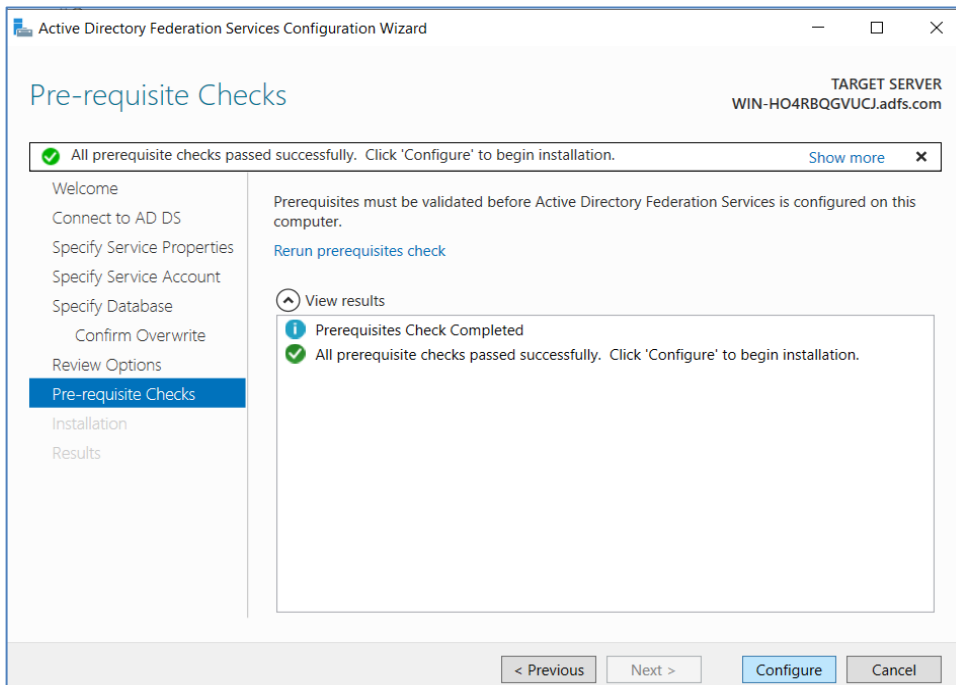 Active Directory Federation Services Configuration Wizard
Pre-requisite Checks
TARGET SERVER
WIN-HO4RBQGVUCJ.adfs.com
All prerequisite checks passed successfully. Click 'Configure' to begin installation.
Show more
Welcome
Connect to AD DS
Specify Service Properties
Specify Service Account
Specify Database
Confirm Overwrite
Review Options
Pre-requisite Checks
Installation
Results
Prerequisites must be validated before Active Directory Federation Services is configured on this
computer.
Rerun prerequisites check
View results
Prerequisites Check Completed
All prerequisite checks passed successfully. Click 'Configure' to begin installation.
< Previous
Next >
Configure
Cancel